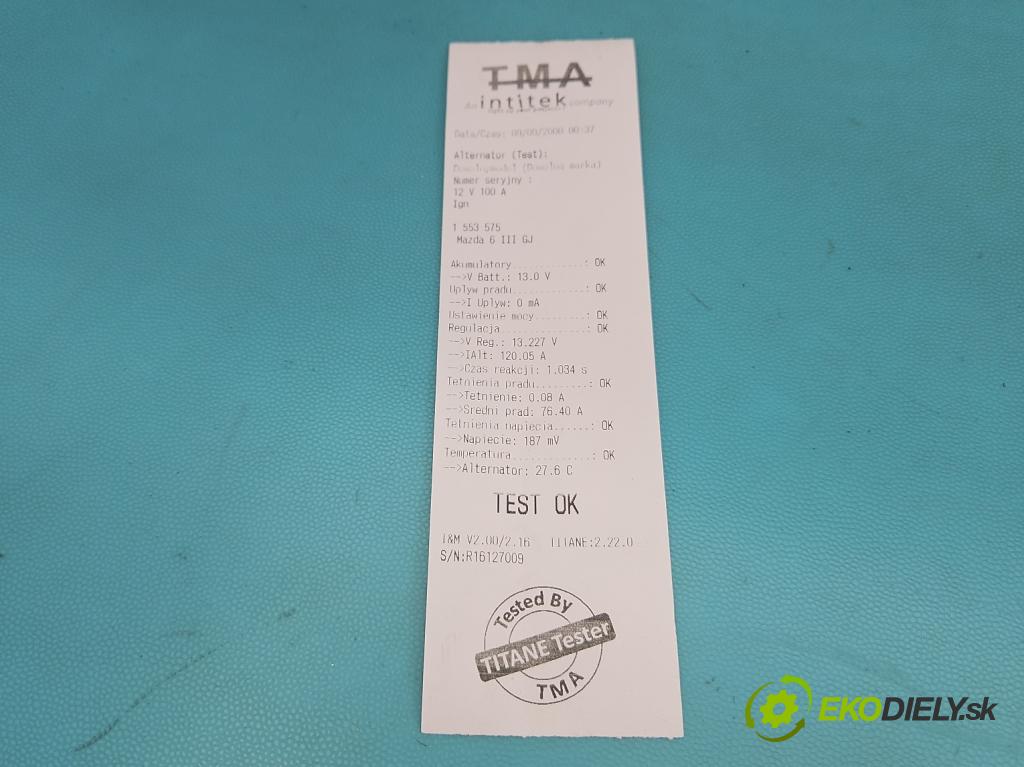 TMA
An intitek company
Data/Czas: 00/00/2000 00:37
Alternator (Test):
Numer seryjny :
12 V 100 A
Ign
1 553 575
Mazda 6 III GJ
Akumulatory...........: OK
-->V Batt.: 13.0 V
Uplyw pradu...........: OK
-->I Uplyw: 0 mA
Ustawienie mocy.......: OK
Regulacja.............: OK
-->V Reg.: 13.227 V
-->IAlt: 120.05 A
-->Czas reakcji: 1.034 s
Tetnienia pradu.......: OK
-->Tetnienie: 0.08 A
-->Sredni prad: 76.40 A
Tetnienia napiecia....: OK
-->Napiecie: 187 mV
Temperatura...........: OK
-->Alternator: 27.6 C
TEST OK
I&M V2.00/2.16 TITANE:2.22.0
S/N:R16127009
Tested By
TITANE Tester
TMA
EKODIELY.sk